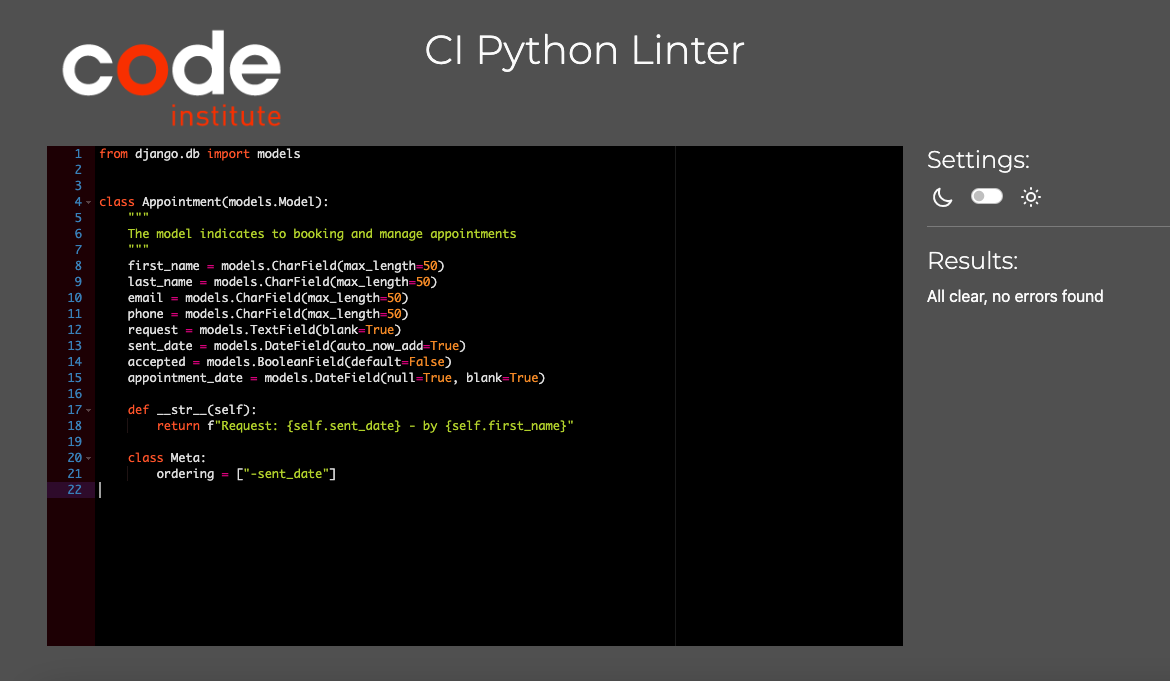 code
institute
CI Python Linter
1 from django.db import models
2
3
4 class Appointment(models.Model):
5     """
6     The model indicates to booking and manage appointments
7     """
8     first_name = models.CharField(max_length=50)
9     last_name = models.CharField(max_length=50)
10     email = models.CharField(max_length=50)
11     phone = models.CharField(max_length=50)
12     request = models.TextField(blank=True)
13     sent_date = models.DateField(auto_now_add=True)
14     accepted = models.BooleanField(default=False)
15     appointment_date = models.DateField(null=True, blank=True)
16
17     def __str__(self):
18         return f"Request: {self.sent_date} - by {self.first_name}"
19
20     class Meta:
21         ordering = ["-sent_date"]
22
Settings:
Results:
All clear, no errors found